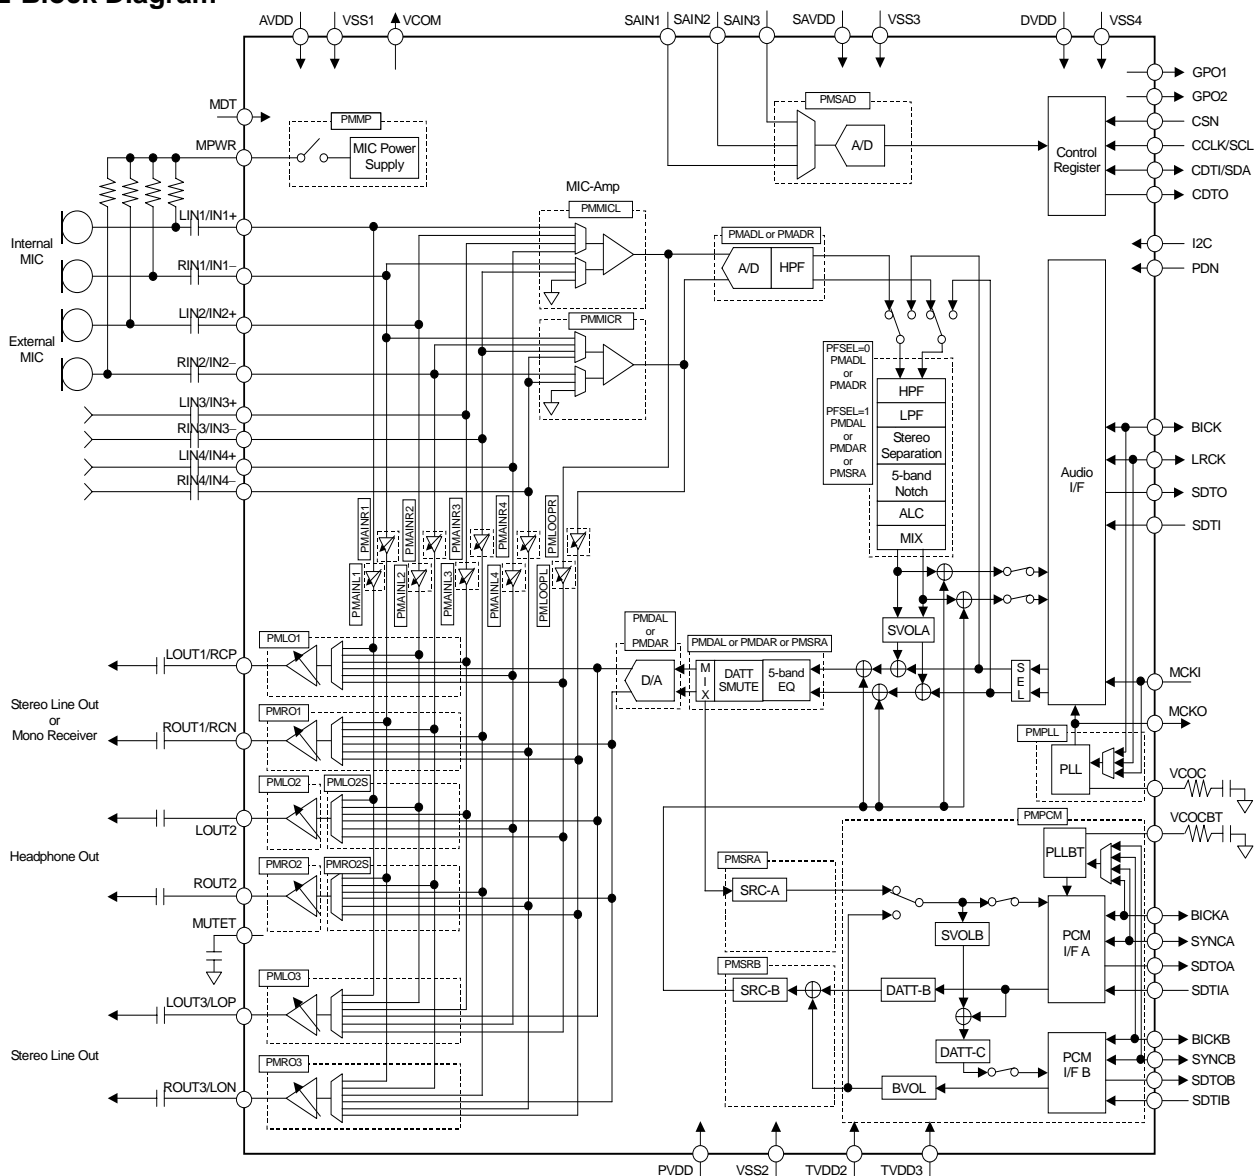 Block Diagram
AVDD
VSS1
VCOM
SAIN1
SAIN2
SAIN3
SAVDD
VSS3
DVDD
VSS4
GPO1
GPO2
CSN
CCLK/SCL
CDTI/SDA
CDTO
I2C
PDN
Control
Register
PMSAD
A/D
MDT
MPWR
PMMP
MIC Power
Supply
MIC-Amp
PMMICL
PMMICR
Internal
MIC
External
MIC
LIN1/IN1+
RIN1/IN1−
LIN2/IN2+
RIN2/IN2−
LIN3/IN3+
RIN3/IN3−
LIN4/IN4+
RIN4/IN4−
PMADL or PMADR
A/D
HPF
PFSEL=0
PMADL
or
PMADR
PFSEL=1
PMDAL
or
PMDAR
or
PMSRA
HPF
LPF
Stereo
Separation
5-band
Notch
ALC
MIX
Audio
I/F
BICK
LRCK
SDTO
SDTI
PMAINR1
PMAINR2
PMAINR3
PMAINR4
PMLOOPR
PMAINL1
PMAINL2
PMAINL3
PMAINL4
PMLOOPL
SVOLA
PMDAL
or
PMDAR
D/A
PMDAL or PMDAR or PMSRA
MIX
DATT
SMUTE
5-band
EQ
SEL
MCKI
MCKO
PMPLL
PLL
VCOC
VCOCBT
LOUT1/RCP
PMLO1
Stereo Line Out
or
Mono Receiver
ROUT1/RCN
PMRO1
PMLO2
PMLO2S
LOUT2
Headphone Out
PMRO2
PMRO2S
ROUT2
MUTET
PMLO3
LOUT3/LOP
Stereo Line Out
PMRO3
ROUT3/LON
PMPCM
PLLBT
PMSRA
SRC-A
SVOLB
PCM
I/F A
BICKA
SYNCA
SDTOA
SDTIA
PMSRB
SRC-B
DATT-B
DATT-C
BVOL
PCM
I/F B
BICKB
SYNCB
SDTOB
SDTIB
PVDD
VSS2
TVDD2
TVDD3